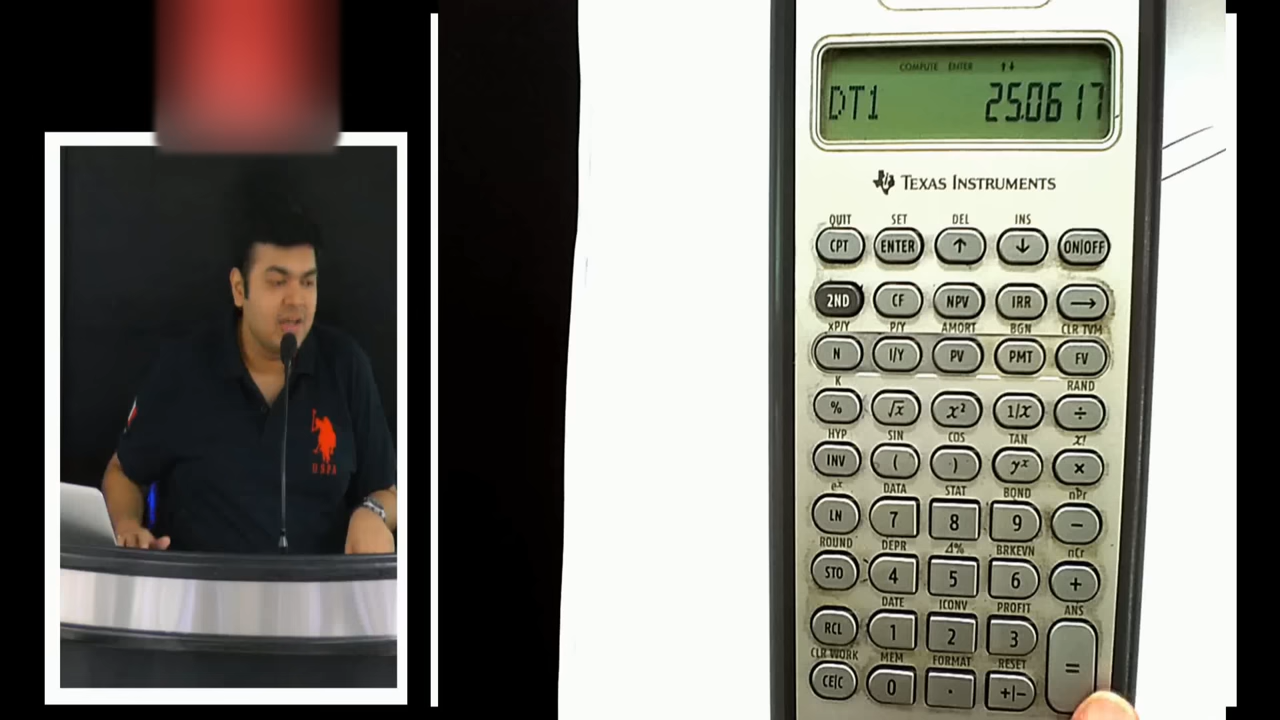 COMPUTE ENTER ↑↓
DT1 25.0617
TEXAS INSTRUMENTS
QUIT SET DEL INS
CPT ENTER ↑ ↓ ON|OFF
2ND CF NPV IRR →
xP/Y P/Y AMORT BGN CLR TVM
N I/Y PV PMT FV
K RAND
% √x x² 1/x ÷
HYP SIN COS TAN x!
INV ( ) yˣ ×
eˣ DATA STAT BOND nPr
LN 7 8 9 −
ROUND DEPR Δ% BRKEVN nCr
STO 4 5 6 +
DATE ICONV PROFIT ANS
RCL 1 2 3 =
CLR WORK MEM FORMAT RESET
CE|C 0 . +|−
USPA